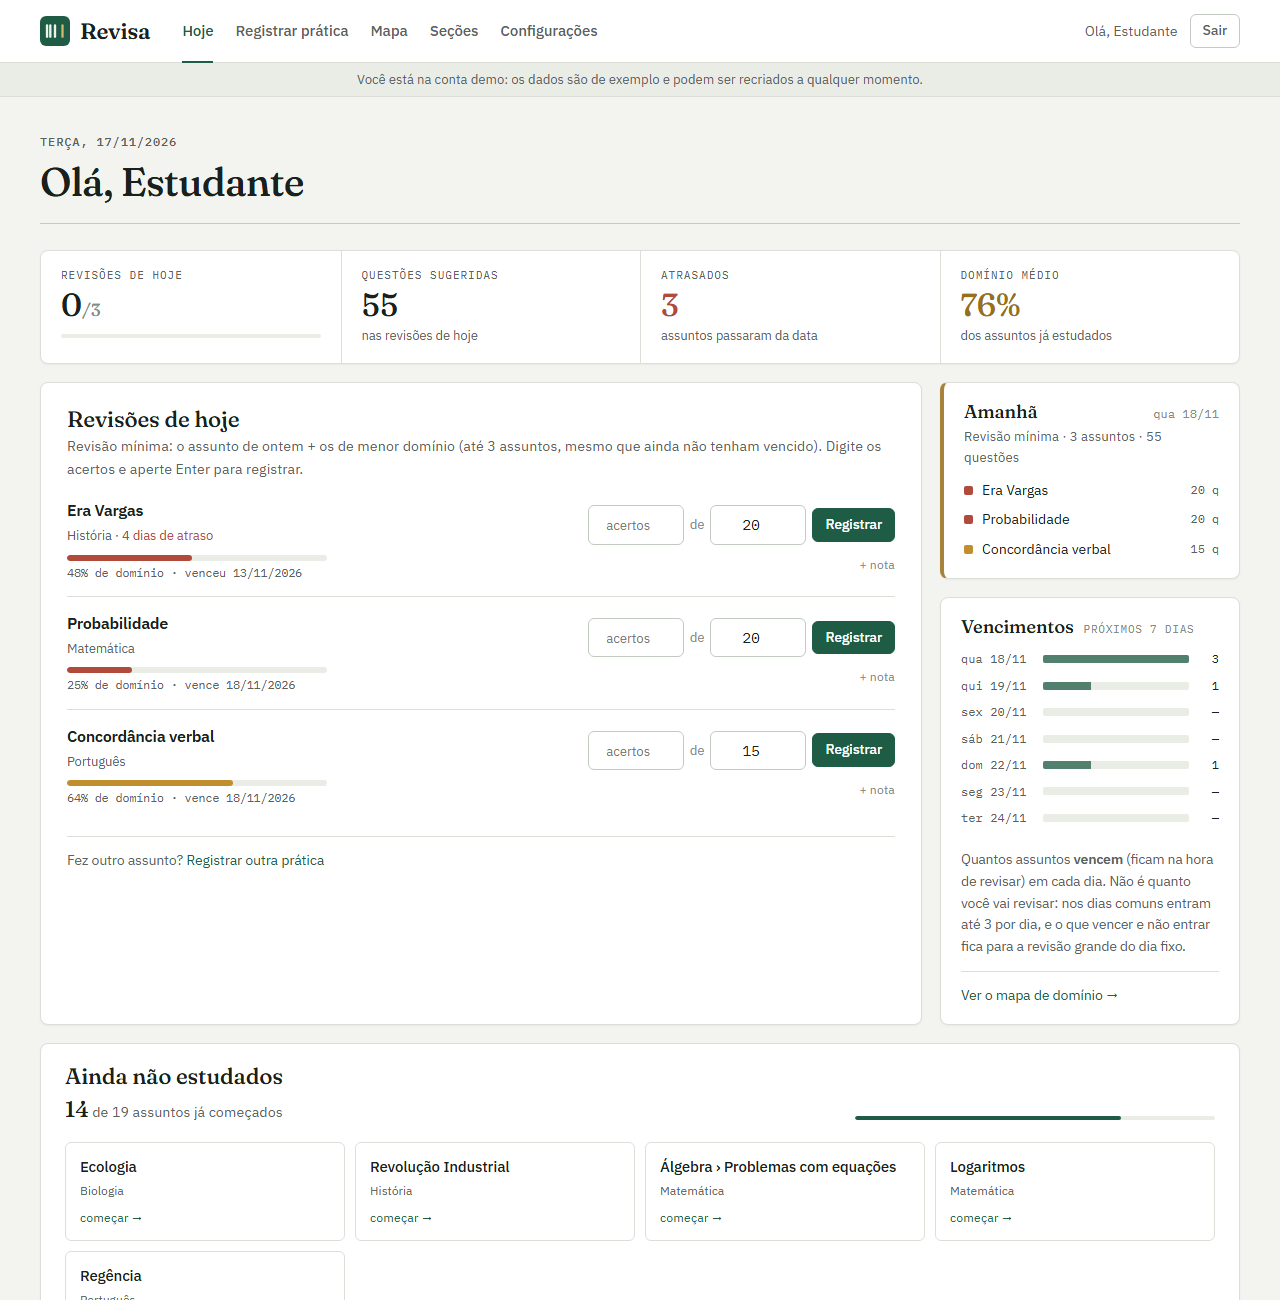 Revisa
Hoje
Registrar prática
Mapa
Seções
Configurações
Olá, Estudante
Sair
Você está na conta demo: os dados são de exemplo e podem ser recriados a qualquer momento.
TERÇA, 17/11/2026
Olá, Estudante
REVISÕES DE HOJE
0/3
QUESTÕES SUGERIDAS
55
nas revisões de hoje
ATRASADOS
3
assuntos passaram da data
DOMÍNIO MÉDIO
76%
dos assuntos já estudados
Revisões de hoje
Revisão mínima: o assunto de ontem + os de menor domínio (até 3 assuntos, mesmo que ainda não tenham vencido). Digite os
acertos e aperte Enter para registrar.
Era Vargas
História · 4 dias de atraso
48% de domínio · venceu 13/11/2026
acertos de 20 Registrar
+ nota
Probabilidade
Matemática
25% de domínio · vence 18/11/2026
acertos de 20 Registrar
+ nota
Concordância verbal
Português
64% de domínio · vence 18/11/2026
acertos de 15 Registrar
+ nota
Fez outro assunto? Registrar outra prática
Amanhã qua 18/11
Revisão mínima · 3 assuntos · 55
questões
Era Vargas 20 q
Probabilidade 20 q
Concordância verbal 15 q
Vencimentos PRÓXIMOS 7 DIAS
qua 18/11 3
qui 19/11 1
sex 20/11 —
sáb 21/11 —
dom 22/11 1
seg 23/11 —
ter 24/11 —
Quantos assuntos vencem (ficam na hora
de revisar) em cada dia. Não é quanto
você vai revisar: nos dias comuns entram
até 3 por dia, e o que vencer e não entrar
fica para a revisão grande do dia fixo.
Ver o mapa de domínio →
Ainda não estudados
14 de 19 assuntos já começados
Ecologia
Biologia
começar →
Revolução Industrial
História
começar →
Álgebra › Problemas com equações
Matemática
começar →
Logaritmos
Matemática
começar →
Regência
Português